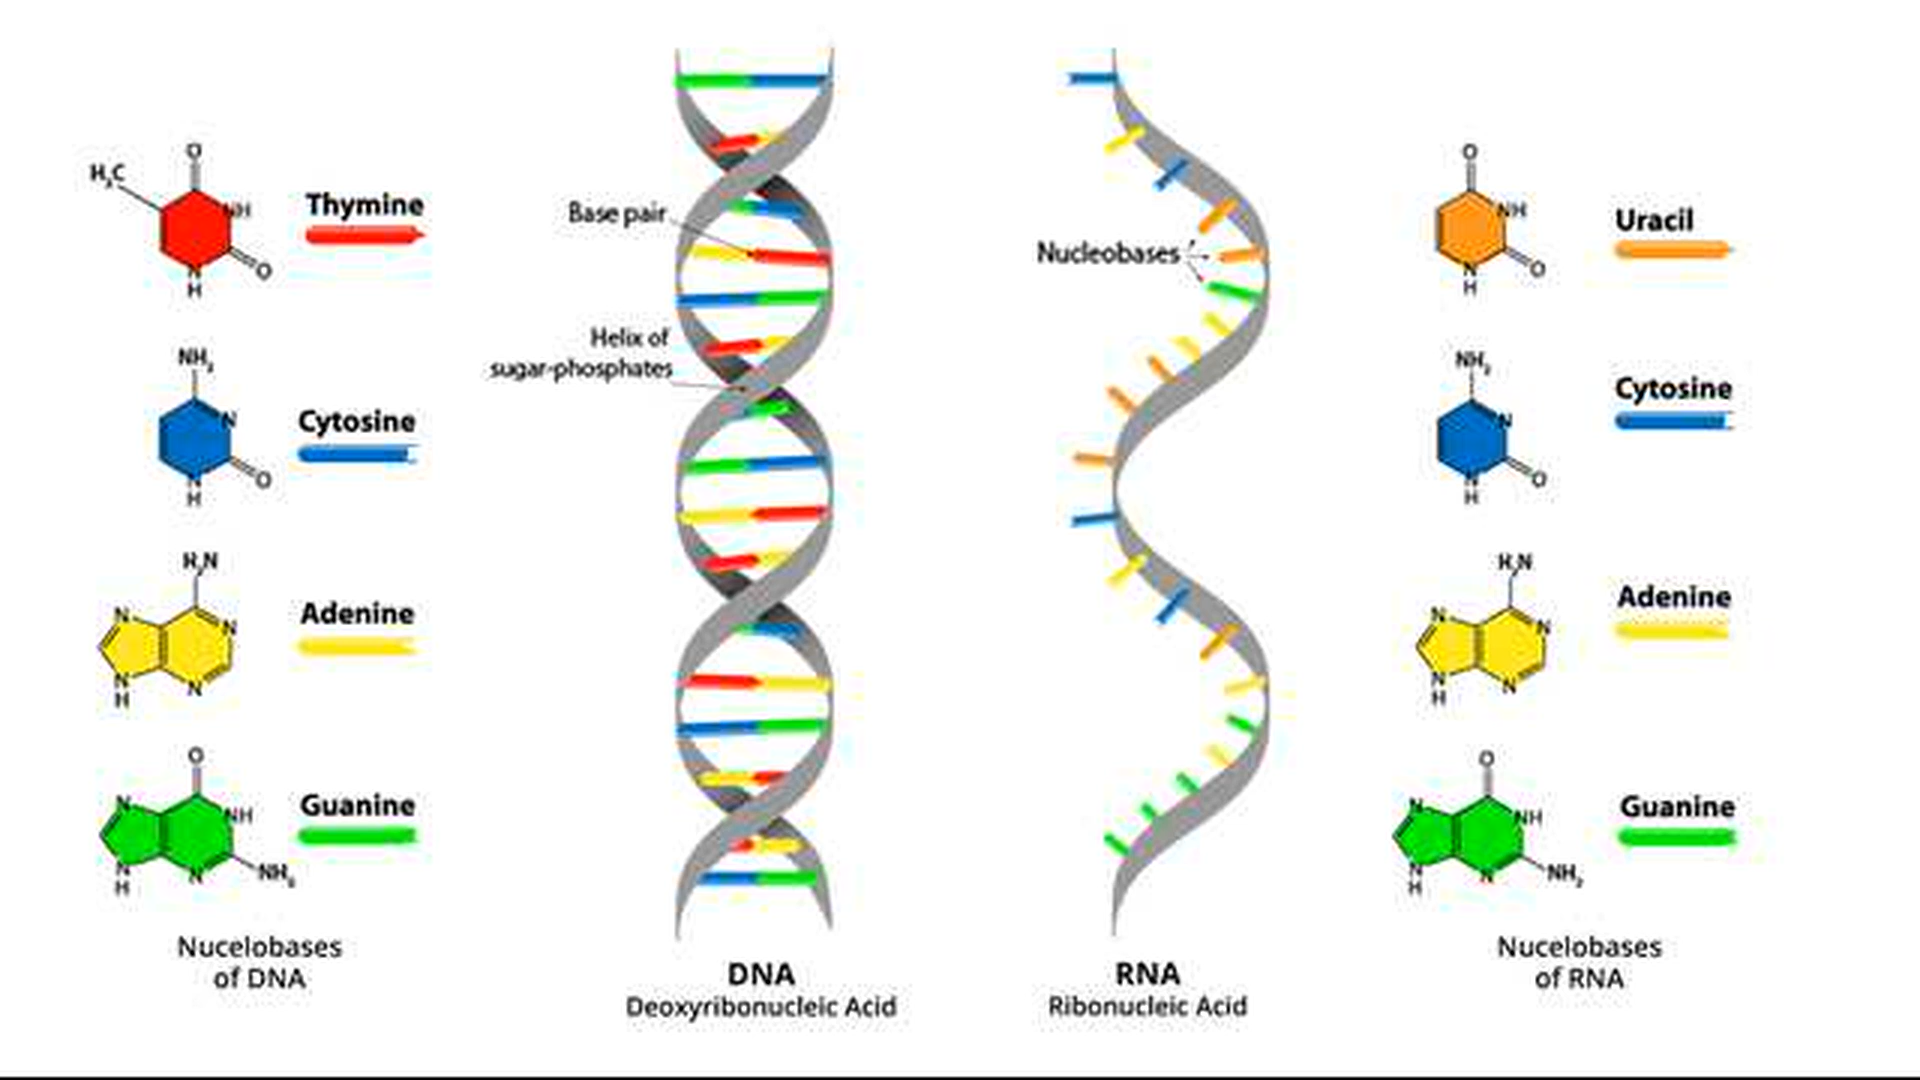 O
H₃C
NH
Thymine
O
N
H
NH₂
N
Cytosine
O
N
H
H₂N
N
N
Adenine
N
H
N
O
N
NH
Guanine
N
H
N
NH₂
Nucelobases
of DNA
Base pair
Helix of
sugar-phosphates
DNA
Deoxyribonucleic Acid
Nucleobases
RNA
Ribonucleic Acid
O
NH
Uracil
O
N
H
NH₂
N
Cytosine
O
N
H
H₂N
N
N
Adenine
N
H
N
O
N
NH
Guanine
N
H
N
NH₂
Nucelobases
of RNA